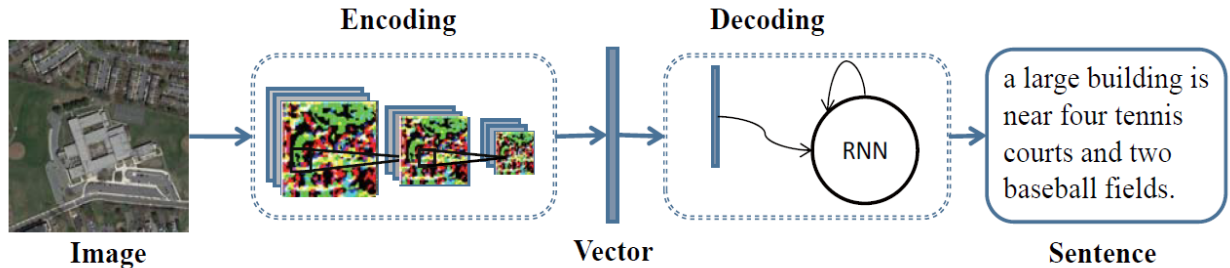 Encoding
Decoding
RNN
a large building is
near four tennis
courts and two
baseball fields.
Image
Vector
Sentence